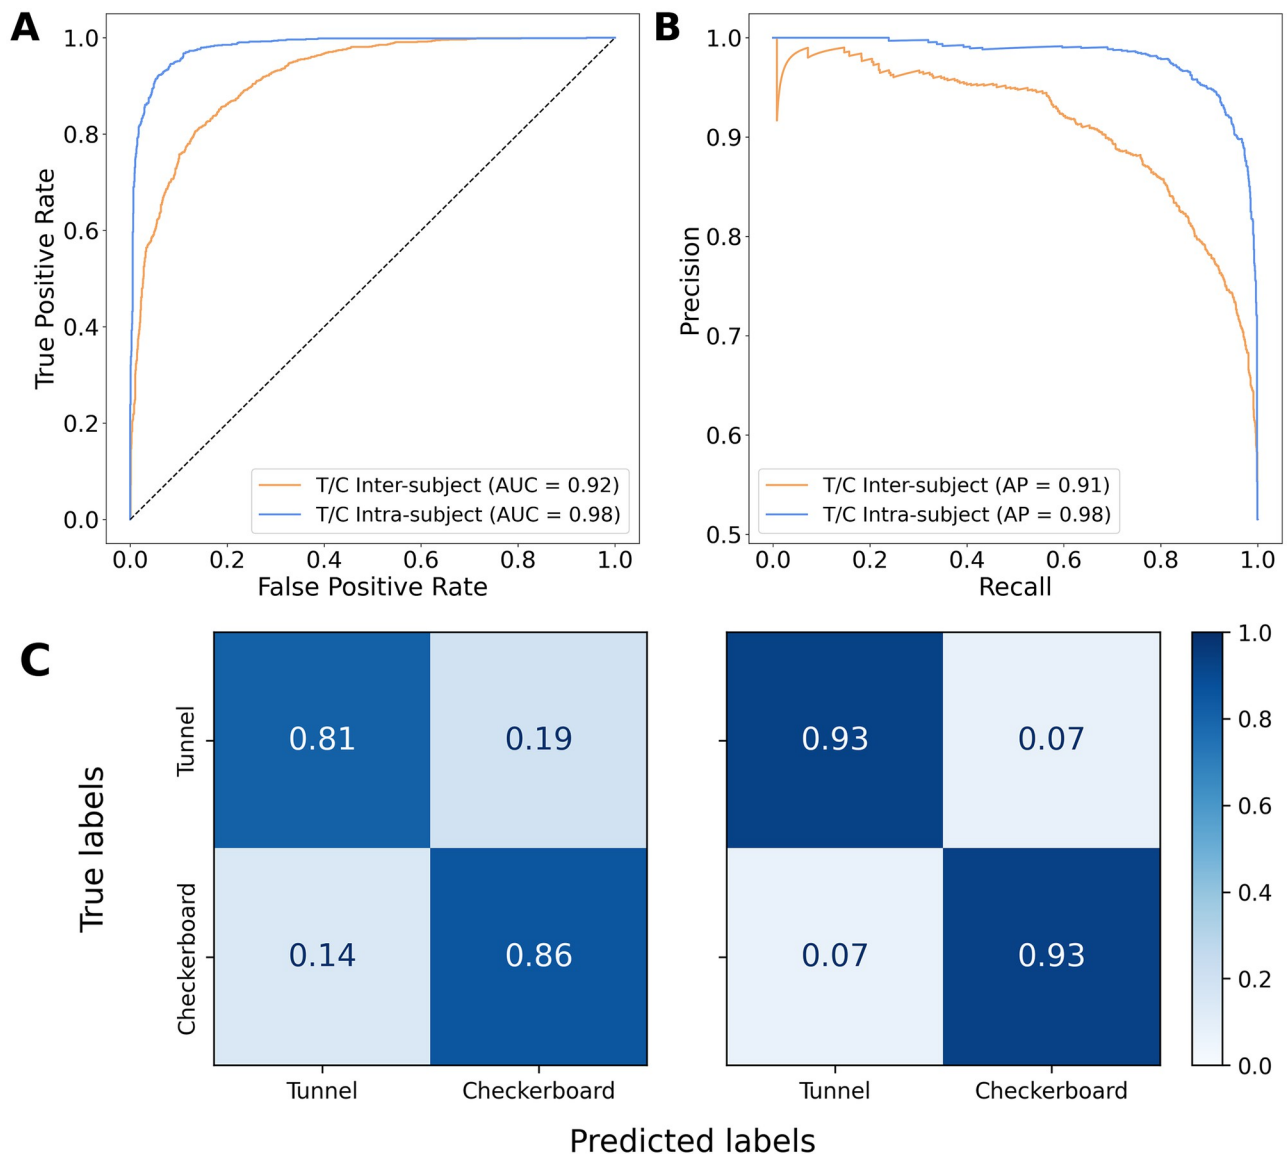 A
1.0
0.8
0.6
0.4
0.2
0.0
True Positive Rate
T/C Inter-subject (AUC = 0.92)
T/C Intra-subject (AUC = 0.98)
0.0 0.2 0.4 0.6 0.8 1.0
False Positive Rate
B
1.0
0.9
0.8
0.7
0.6
0.5
Precision
T/C Inter-subject (AP = 0.91)
T/C Intra-subject (AP = 0.98)
0.0 0.2 0.4 0.6 0.8 1.0
Recall
C
True labels
Tunnel
Checkerboard
0.81 0.19
0.14 0.86
Tunnel Checkerboard
0.93 0.07
0.07 0.93
Tunnel Checkerboard
1.0
0.8
0.6
0.4
0.2
0.0
Predicted labels